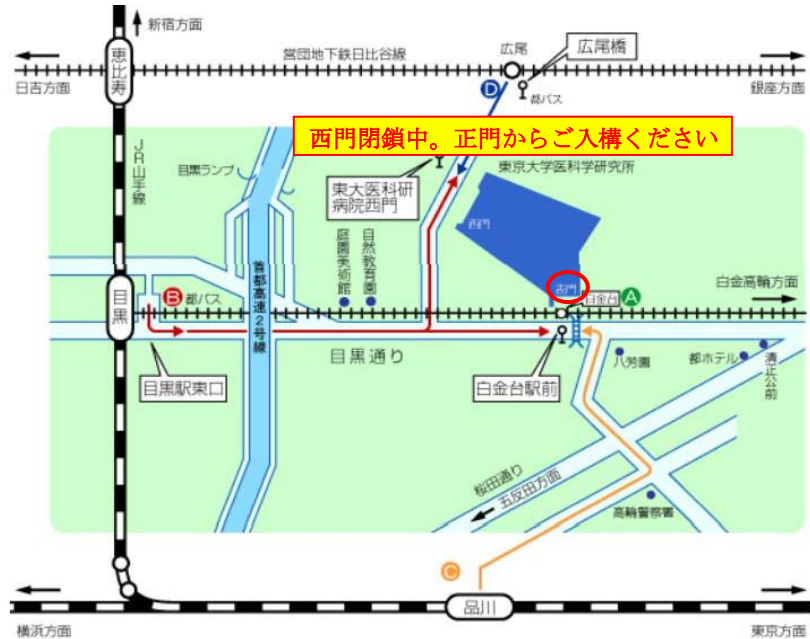 新宿方面
恵比寿
営団地下鉄日比谷線
広尾
広尾橋
日吉方面
D
都バス
銀座方面
西門閉鎖中。正門からご入構ください
JR山手線
目黒ランプ
東大医科研
病院西門
東京大学医科学研究所
西門
庭園美術館
自然教育園
首都高速2号線
目黒
B
都バス
正門
白金台
A
白金高輪方面
目黒通り
目黒駅東口
白金台駅前
八芳園
都ホテル
清正公前
桜田通り
五反田方面
高輪警察署
C
品川
横浜方面
東京方面